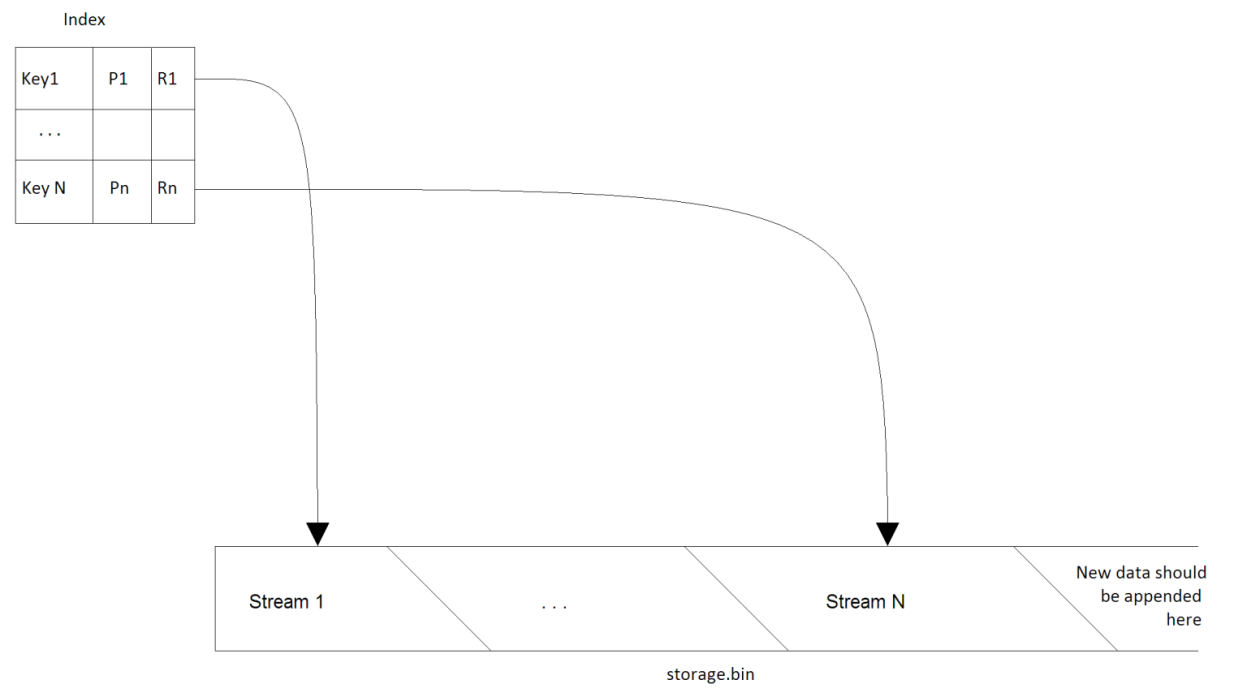 Index
Key1 P1 R1
. . .
Key N Pn Rn
Stream 1
. . .
Stream N
New data should
be appended
here
storage.bin